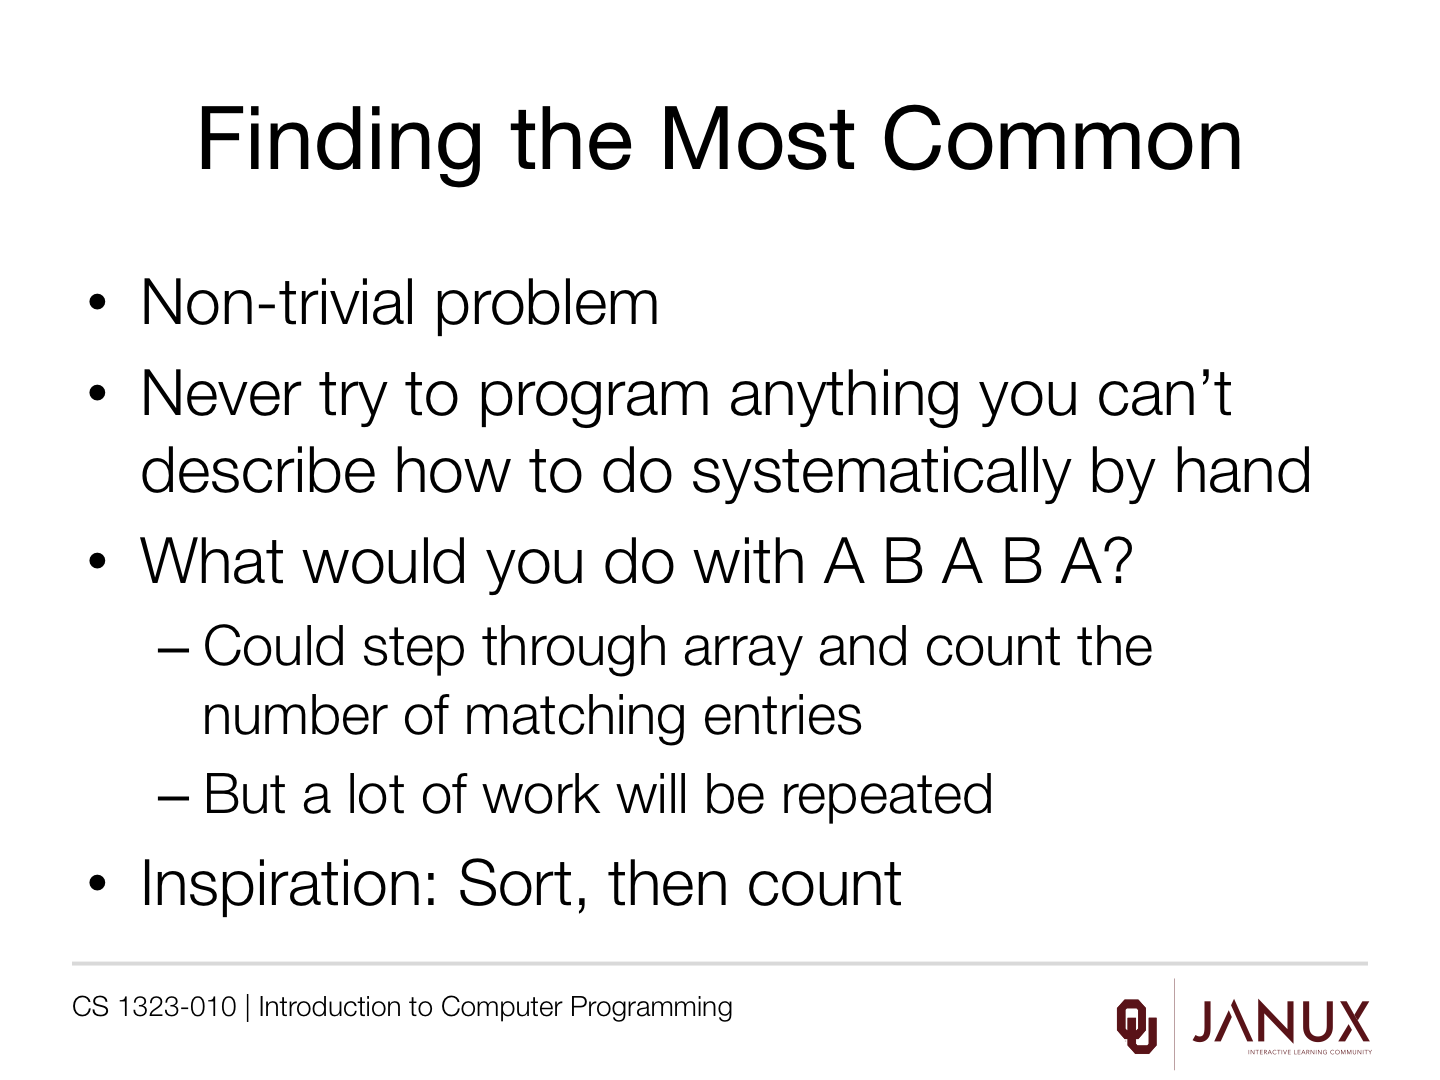 Finding the Most Common
• Non-trivial problem
• Never try to program anything you can’t
describe how to do systematically by hand
• What would you do with A B A B A?
– Could step through array and count the
number of matching entries
– But a lot of work will be repeated
• Inspiration: Sort, then count
CS 1323-010 | Introduction to Computer Programming
OU
JANUX
INTERACTIVE LEARNING COMMUNITY